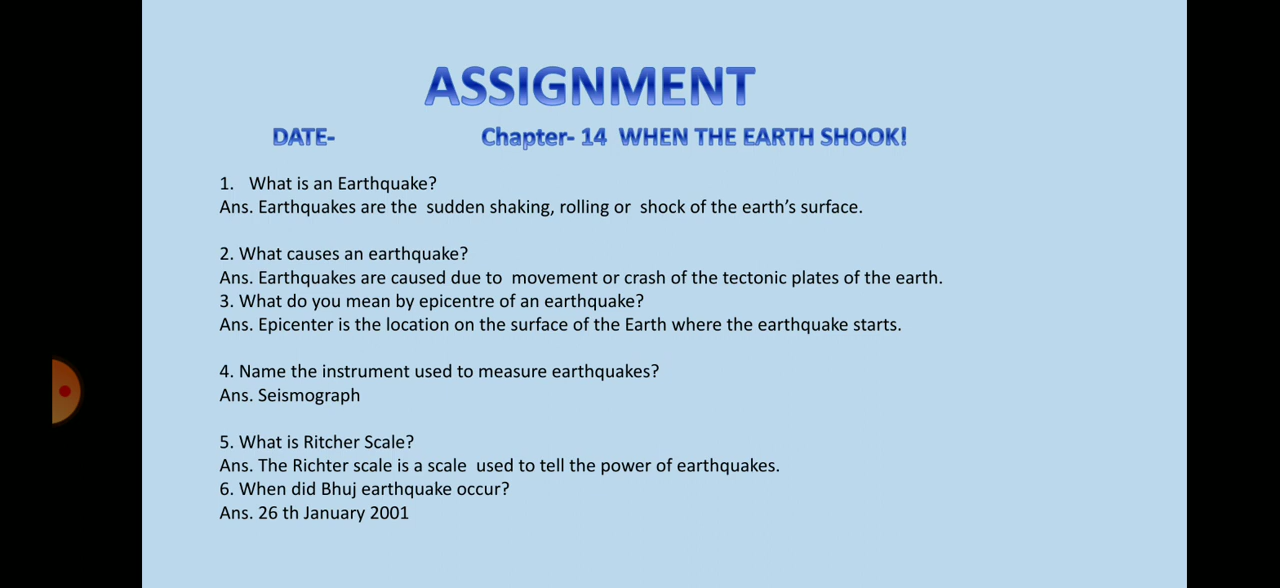 ASSIGNMENT
DATE- Chapter- 14 WHEN THE EARTH SHOOK!
1. What is an Earthquake?
Ans. Earthquakes are the sudden shaking, rolling or shock of the earth’s surface.
2. What causes an earthquake?
Ans. Earthquakes are caused due to movement or crash of the tectonic plates of the earth.
3. What do you mean by epicentre of an earthquake?
Ans. Epicenter is the location on the surface of the Earth where the earthquake starts.
4. Name the instrument used to measure earthquakes?
Ans. Seismograph
5. What is Ritcher Scale?
Ans. The Richter scale is a scale used to tell the power of earthquakes.
6. When did Bhuj earthquake occur?
Ans. 26 th January 2001